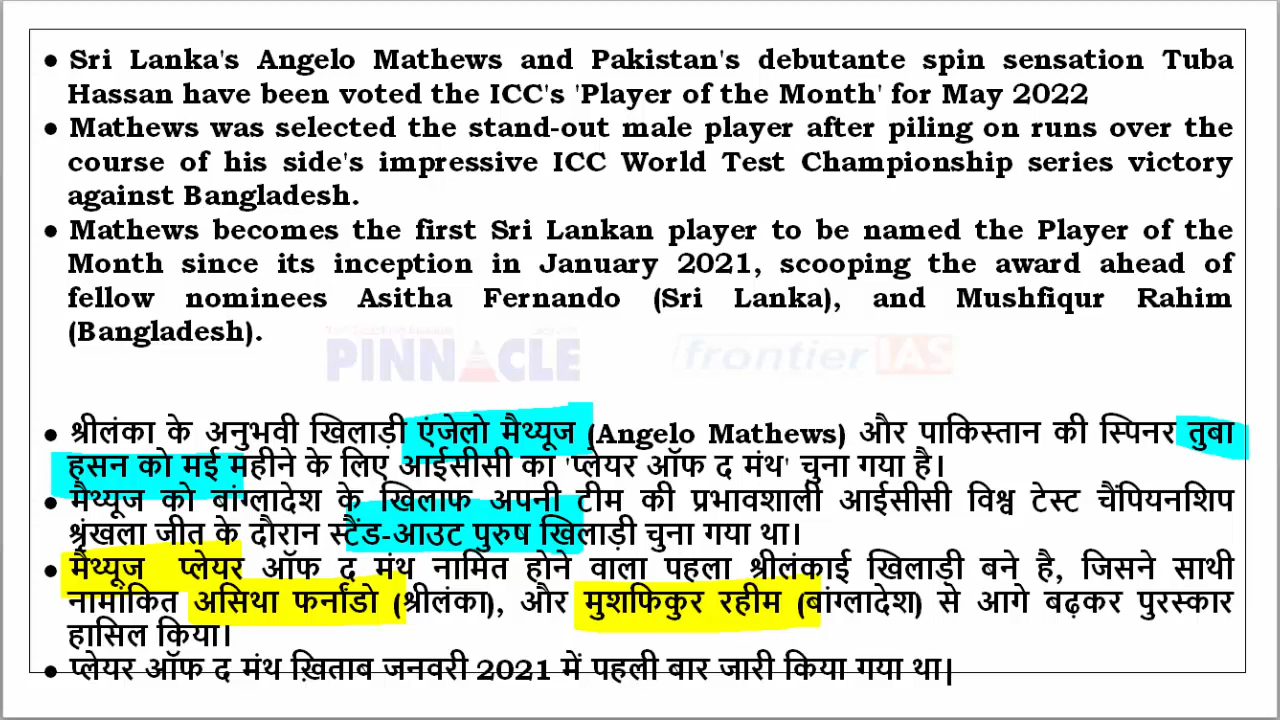 ● Sri Lanka's Angelo Mathews and Pakistan's debutante spin sensation Tuba
Hassan have been voted the ICC's 'Player of the Month' for May 2022
● Mathews was selected the stand-out male player after piling on runs over the
course of his side's impressive ICC World Test Championship series victory
against Bangladesh.
● Mathews becomes the first Sri Lankan player to be named the Player of the
Month since its inception in January 2021, scooping the award ahead of
fellow nominees Asitha Fernando (Sri Lanka), and Mushfiqur Rahim
(Bangladesh).
PINNACLE frontier IAS
● श्रीलंका के अनुभवी खिलाड़ी एंजेलो मैथ्यूज (Angelo Mathews) और पाकिस्तान की स्पिनर तुबा
हसन को मई महीने के लिए आईसीसी का 'प्लेयर ऑफ द मंथ' चुना गया है।
● मैथ्यूज को बांग्लादेश के खिलाफ अपनी टीम की प्रभावशाली आईसीसी विश्व टेस्ट चैंपियनशिप
श्रृंखला जीत के दौरान स्टैंड-आउट पुरुष खिलाड़ी चुना गया था।
● मैथ्यूज प्लेयर ऑफ द मंथ नामित होने वाला पहला श्रीलंकाई खिलाड़ी बने है, जिसने साथी
नामांकित असिथा फर्नांडो (श्रीलंका), और मुशफिकुर रहीम (बांग्लादेश) से आगे बढ़कर पुरस्कार
हासिल किया।
● प्लेयर ऑफ द मंथ ख़िताब जनवरी 2021 में पहली बार जारी किया गया था|